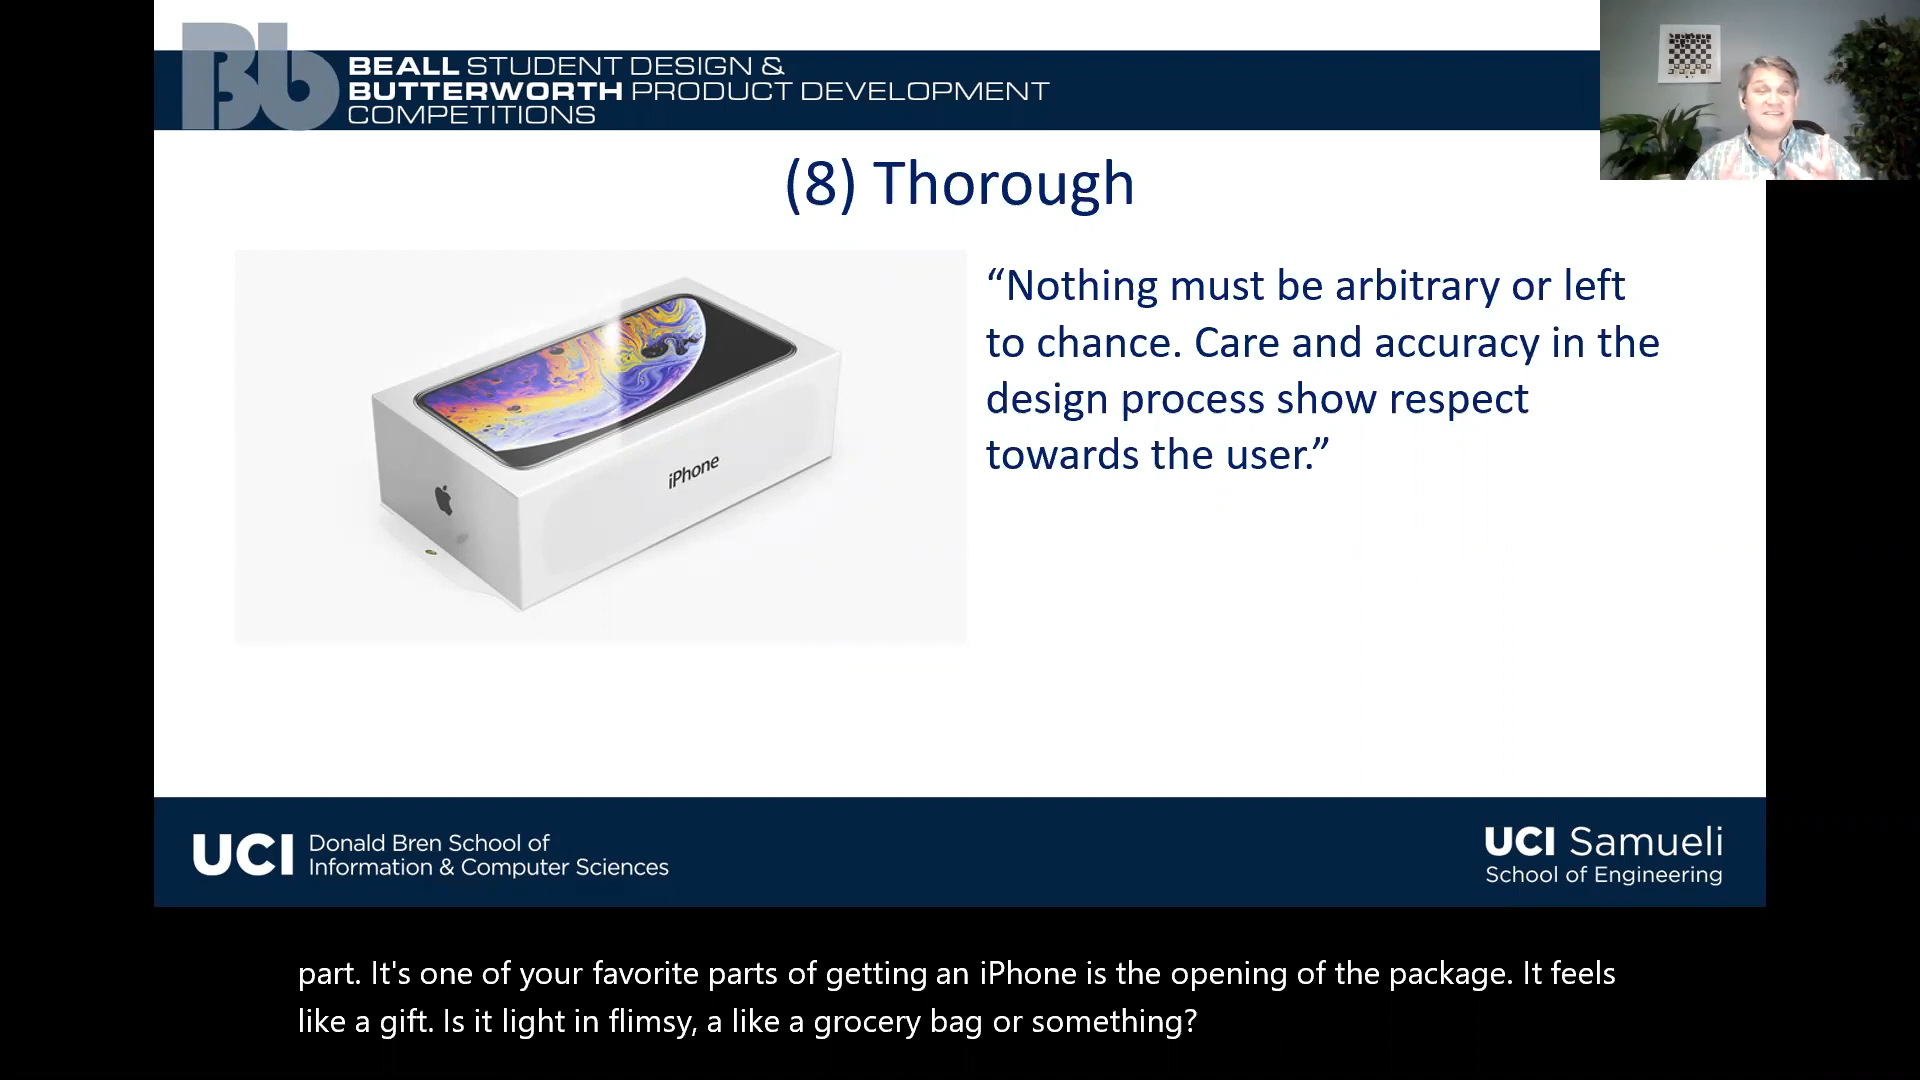 Bb
BEALL STUDENT DESIGN &
BUTTERWORTH PRODUCT DEVELOPMENT
COMPETITIONS
(8) Thorough
“Nothing must be arbitrary or left
to chance. Care and accuracy in the
design process show respect
towards the user.”
iPhone
UCI Donald Bren School of
Information & Computer Sciences
UCI Samueli
School of Engineering
part. It's one of your favorite parts of getting an iPhone is the opening of the package. It feels
like a gift. Is it light in flimsy, a like a grocery bag or something?